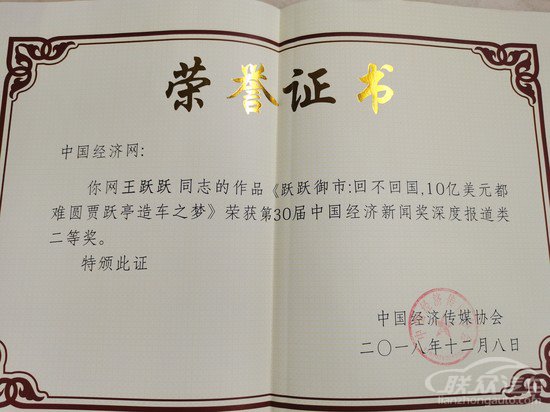 荣誉证书
中国经济网:
你网王跃跃 同志的作品《跃跃御市:回不回国,10亿美元都
难圆贾跃亭造车之梦》荣获第30届中国经济新闻奖深度报道类
二等奖。
特颁此证
中国经济传媒协会
二〇一八年十二月八日
联众汽车
lianzhongauto.com